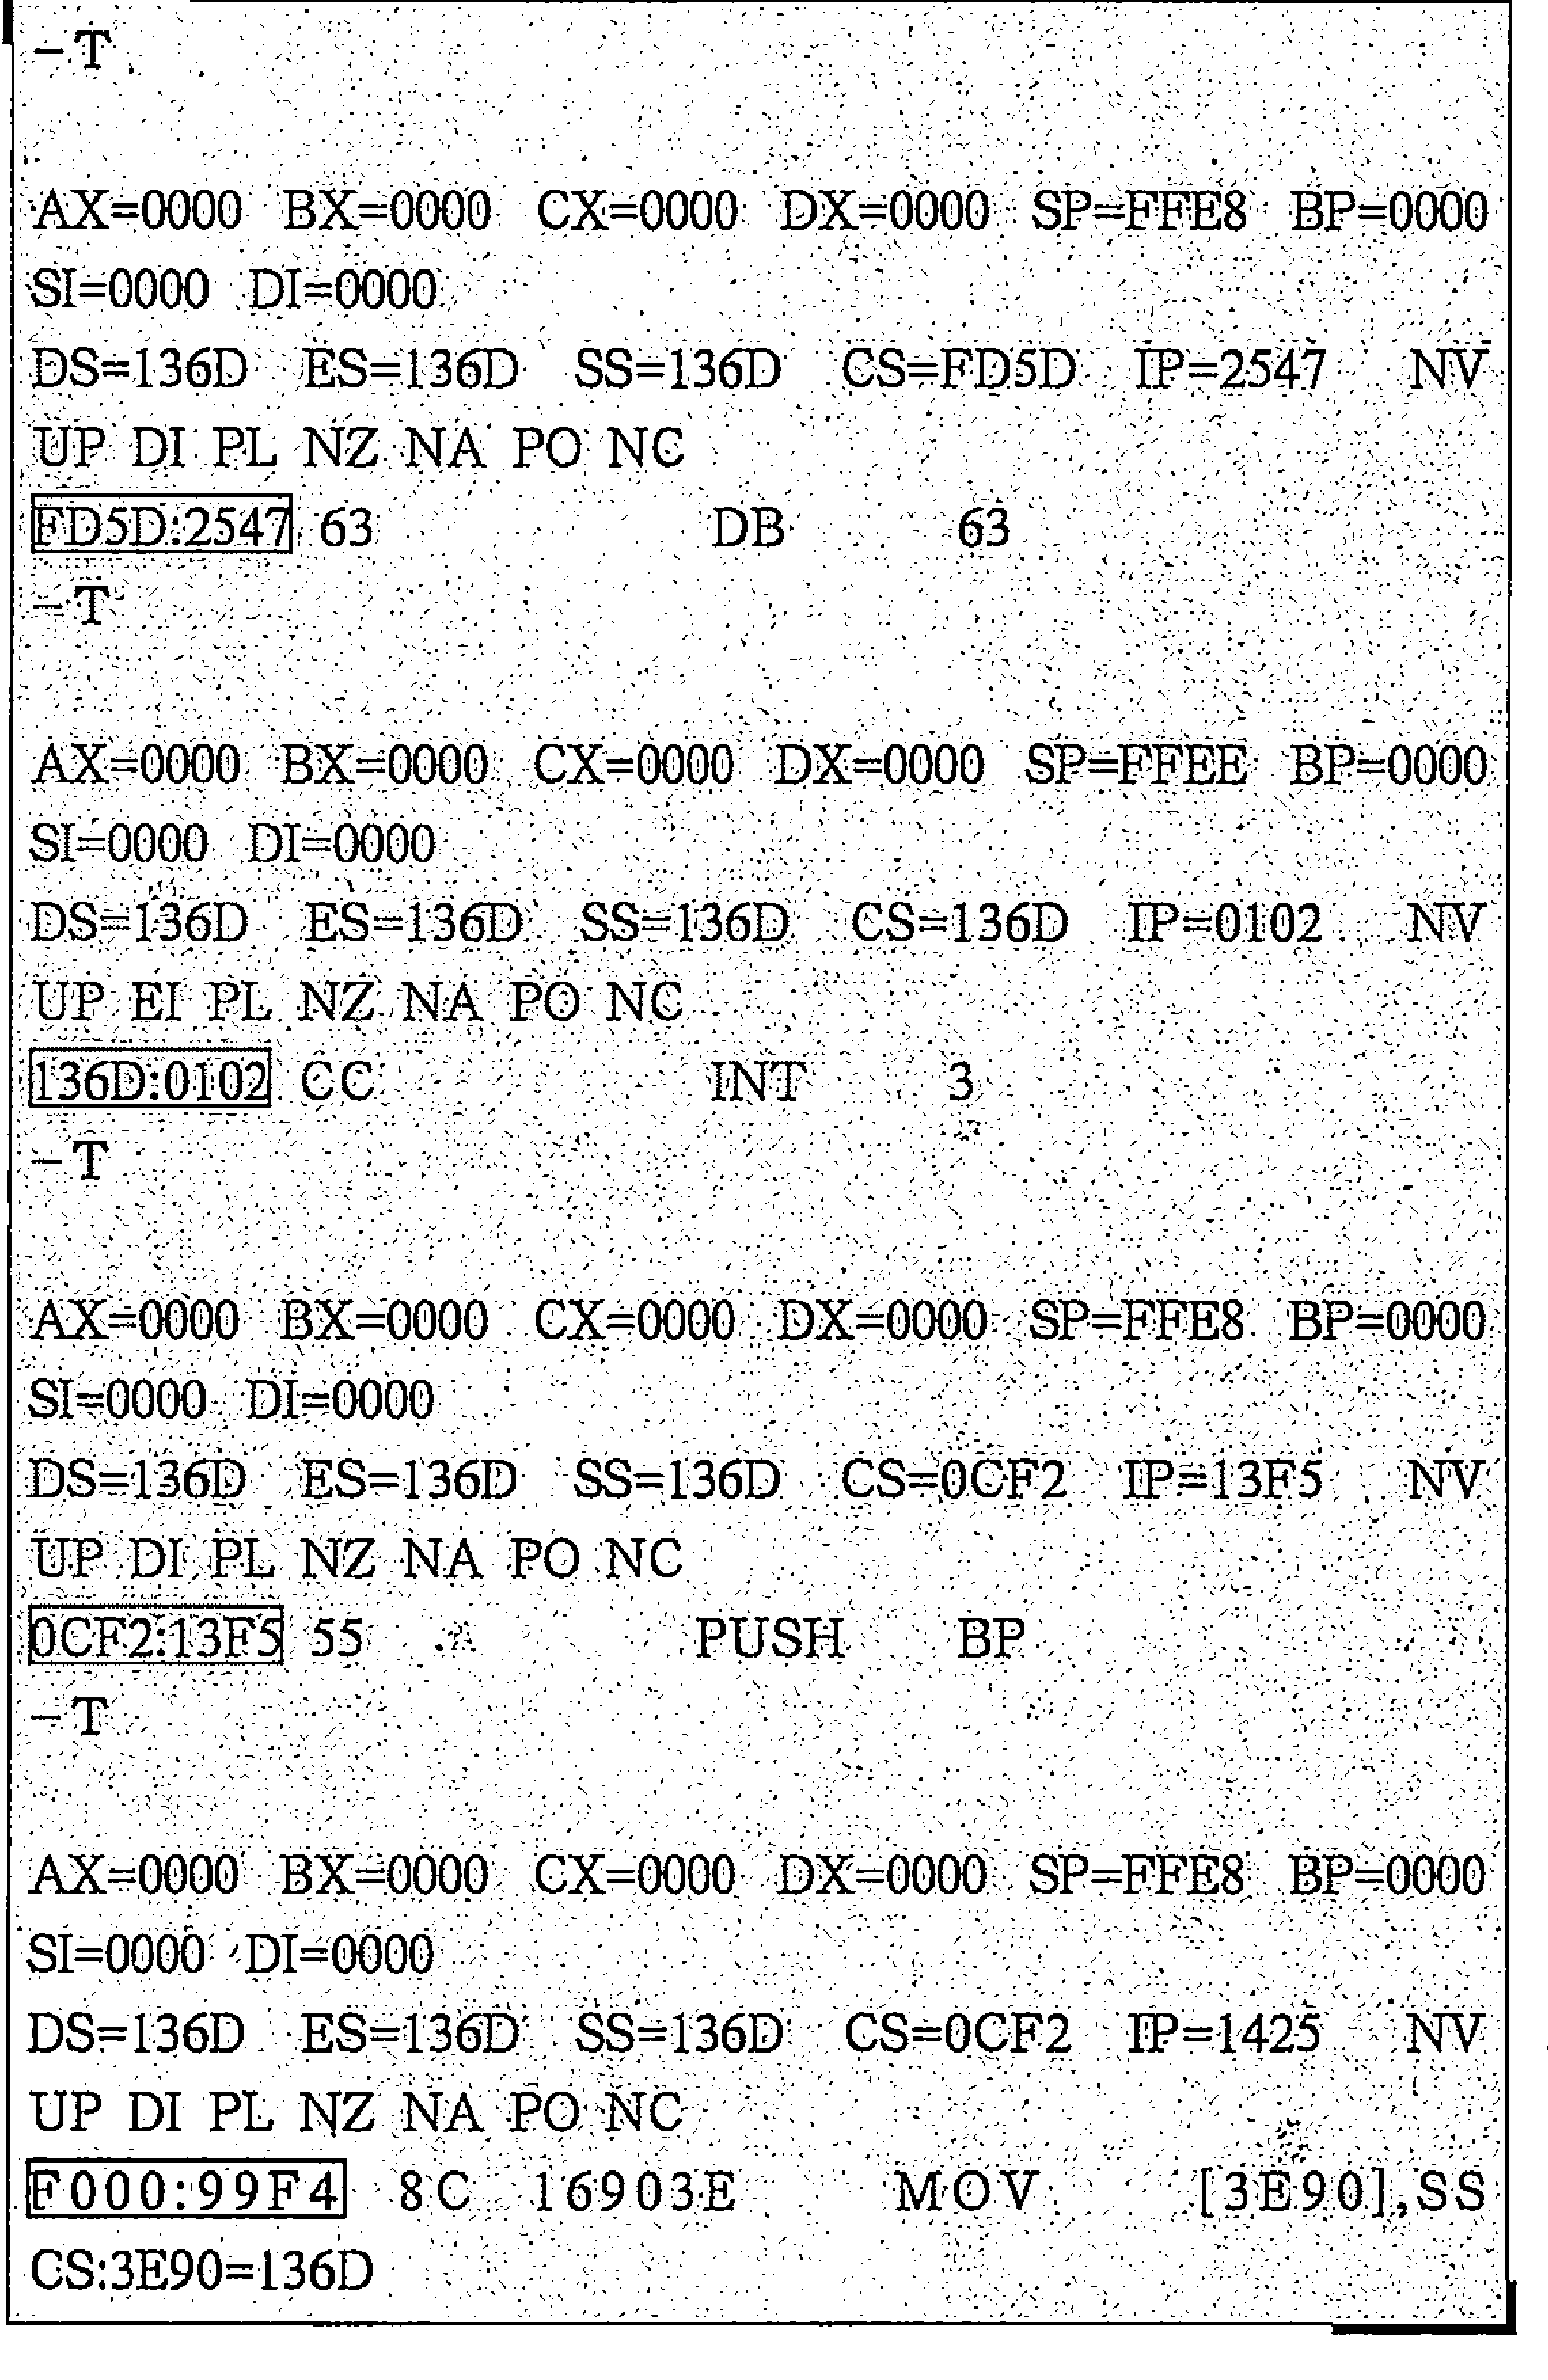 -T
AX=0000 BX=0000 CX=0000 DX=0000 SP=FFE8 BP=0000
SI=0000 DI=0000
DS=136D ES=136D SS=136D CS=FD5D IP=2547 NV
UP DI PL NZ NA PO NC
FD5D:2547 63 DB 63
-T
AX=0000 BX=0000 CX=0000 DX=0000 SP=FFEE BP=0000
SI=0000 DI=0000
DS=136D ES=136D SS=136D CS=136D IP=0102 NV
UP EI PL NZ NA PO NC
136D:0102 CC INT 3
-T
AX=0000 BX=0000 CX=0000 DX=0000 SP=FFE8 BP=0000
SI=0000 DI=0000
DS=136D ES=136D SS=136D CS=0CF2 IP=13F5 NV
UP DI PL NZ NA PO NC
0CF2:13F5 55 PUSH BP
-T
AX=0000 BX=0000 CX=0000 DX=0000 SP=FFE8 BP=0000
SI=0000 DI=0000
DS=136D ES=136D SS=136D CS=0CF2 IP=1425 NV
UP DI PL NZ NA PO NC
F000:99F4 8C 16903E MOV [3E90],SS
CS:3E90=136D